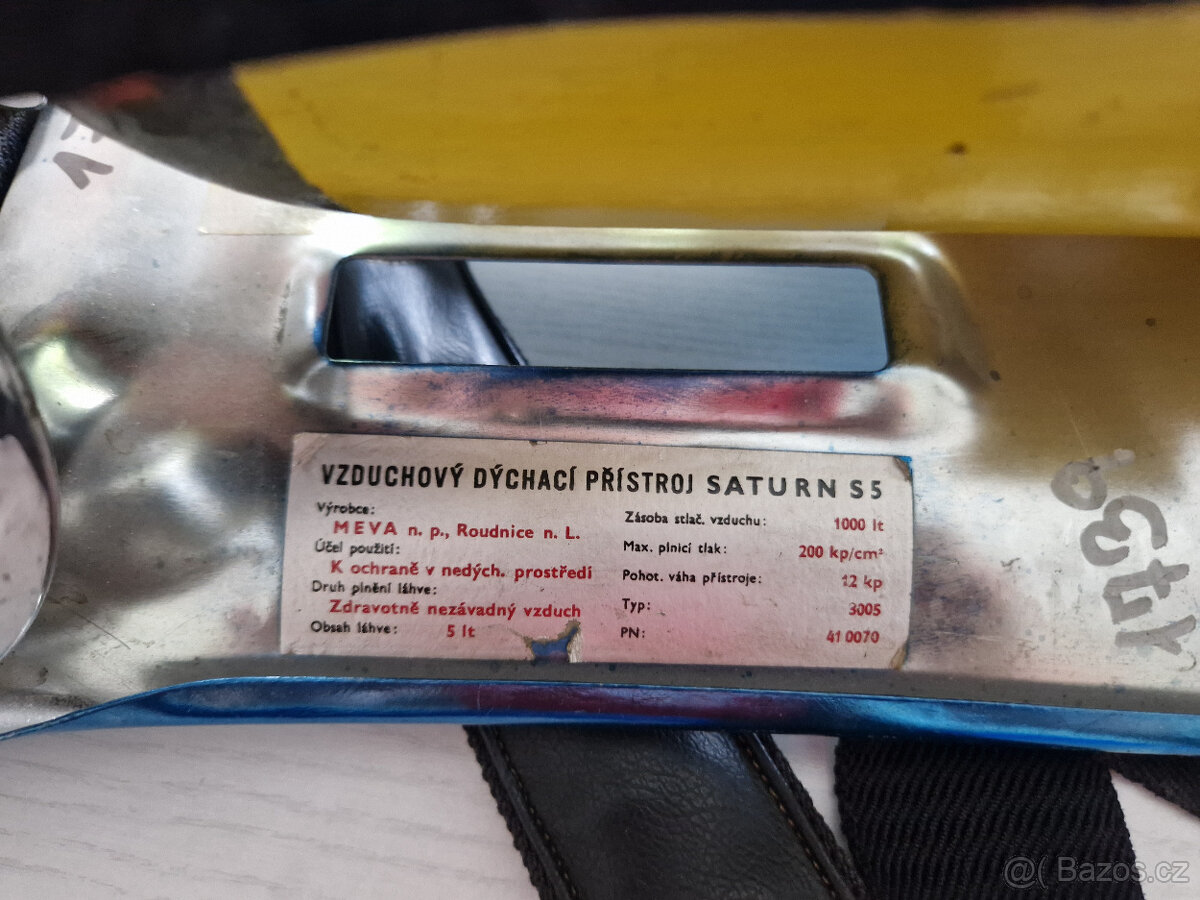 VZDUCHOVÝ DÝCHACÍ PŘÍSTROJ SATURN S5
Výrobce:
MEVA n. p., Roudnice n. L.
Účel použití:
K ochraně v nedých. prostředí
Druh plnění láhve:
Zdravotně nezávadný vzduch
Obsah láhve: 5 lt
Zásoba stlač. vzduchu: 1000 lt
Max. plnicí tlak: 200 kp/cm²
Pohot. váha přístroje: 12 kp
Typ: 3005
PN: 41 0070
@( Bazos.cz